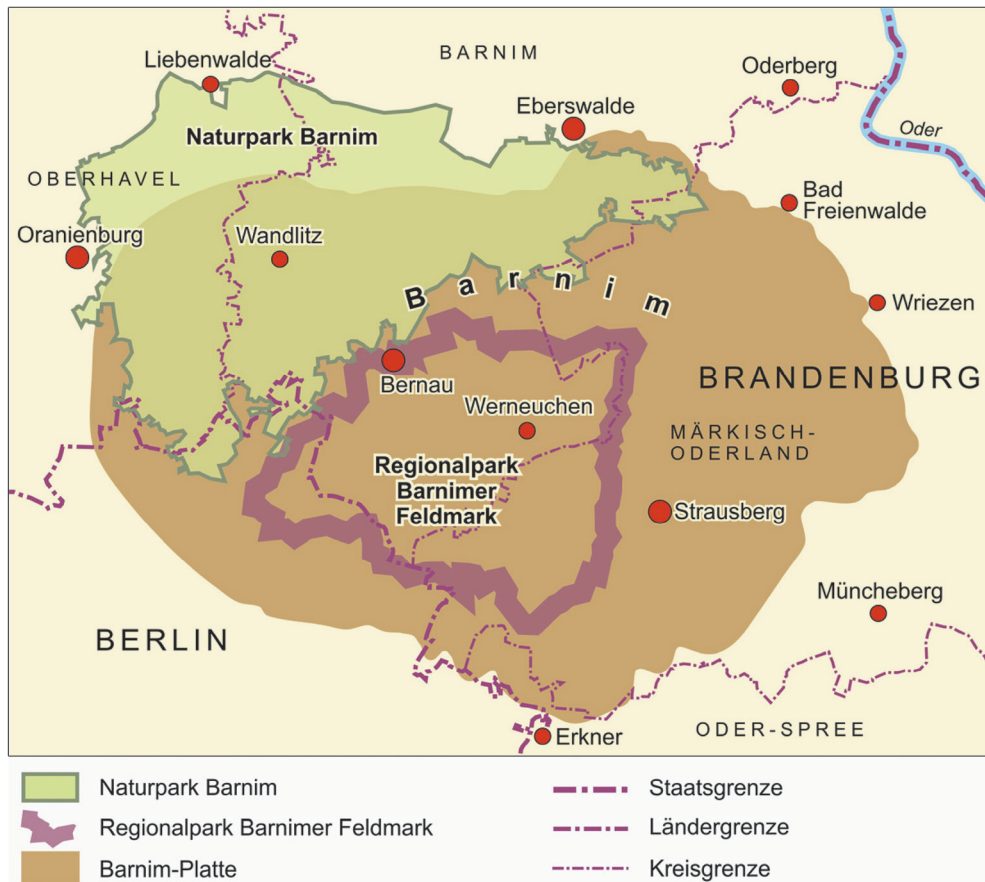 BARNIM
Liebenwalde
Oderberg
Eberswalde
Naturpark Barnim
Oder
OBERHAVEL
Bad
Freienwalde
Oranienburg
Wandlitz
Barnim
Wriezen
Bernau
BRANDENBURG
Werneuchen
MÄRKISCH-
ODERLAND
Regionalpark
Barnimer
Feldmark
Strausberg
Müncheberg
BERLIN
ODER-SPREE
Erkner
Naturpark Barnim
Regionalpark Barnimer Feldmark
Barnim-Platte
Staatsgrenze
Ländergrenze
Kreisgrenze